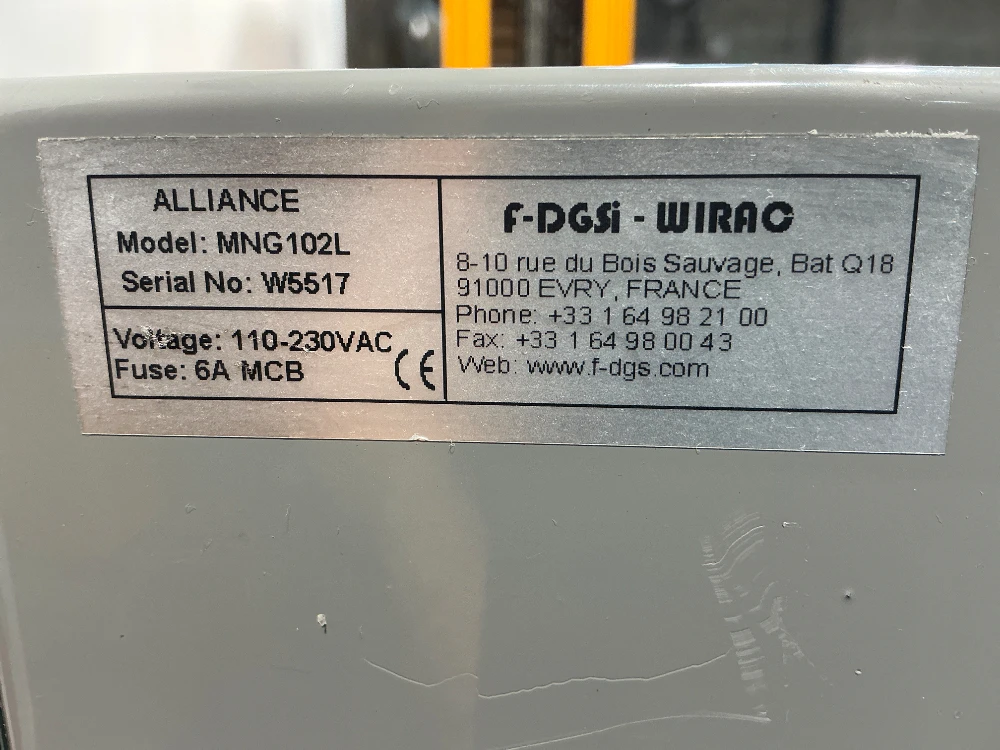 ALLIANCE
Model: MNG102L
Serial No: W5517
Voltage: 110-230VAC
Fuse: 6A MCB
CE
F-DGSi - WIRAC
8-10 rue du Bois Sauvage, Bat Q18
91000 EVRY, FRANCE
Phone: +33 1 64 98 21 00
Fax: +33 1 64 98 00 43
Web: www.f-dgs.com